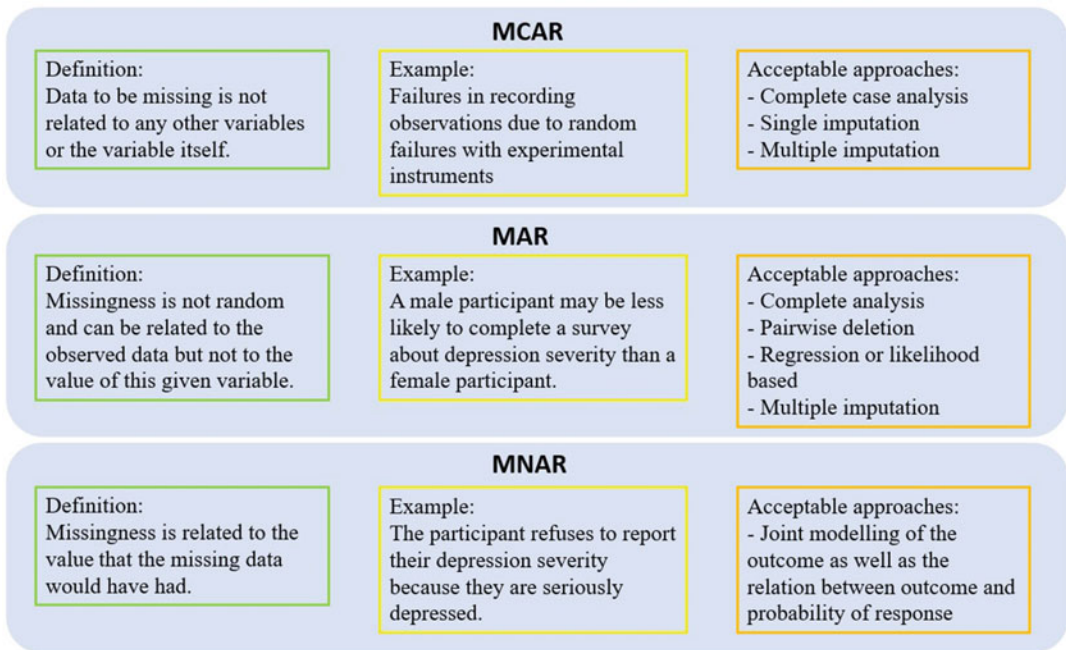 MCAR
Definition:
Data to be missing is not
related to any other variables
or the variable itself.
Example:
Failures in recording
observations due to random
failures with experimental
instruments
Acceptable approaches:
- Complete case analysis
- Single imputation
- Multiple imputation
MAR
Definition:
Missingness is not random
and can be related to the
observed data but not to the
value of this given variable.
Example:
A male participant may be less
likely to complete a survey
about depression severity than a
female participant.
Acceptable approaches:
- Complete analysis
- Pairwise deletion
- Regression or likelihood
based
- Multiple imputation
MNAR
Definition:
Missingness is related to the
value that the missing data
would have had.
Example:
The participant refuses to report
their depression severity
because they are seriously
depressed.
Acceptable approaches:
- Joint modelling of the
outcome as well as the
relation between outcome and
probability of response